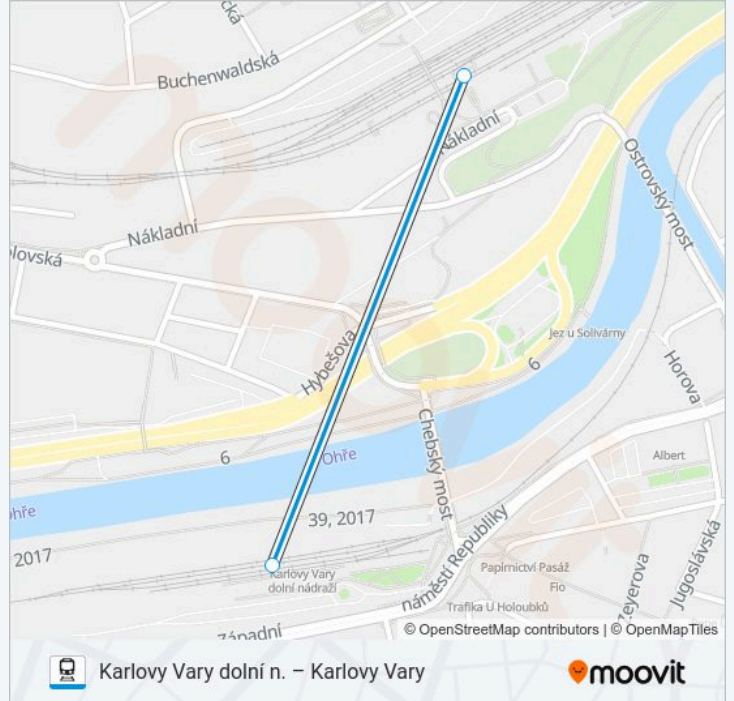 Buchenwaldská
Nákladní
Ostrovský most
Nákladní
Hybešova
Jez u Solivárny
6
Horova
Chebský most
Albert
6
Ohře
39, 2017
2017
náměstí Republiky
Jugoslávská
Papírnictví Pasáž
Fio
Karlovy Vary
dolní nádraží
Trafika U Holoubků
Západní
© OpenStreetMap contributors | © OpenMapTiles
Karlovy Vary dolní n. – Karlovy Vary
moovit